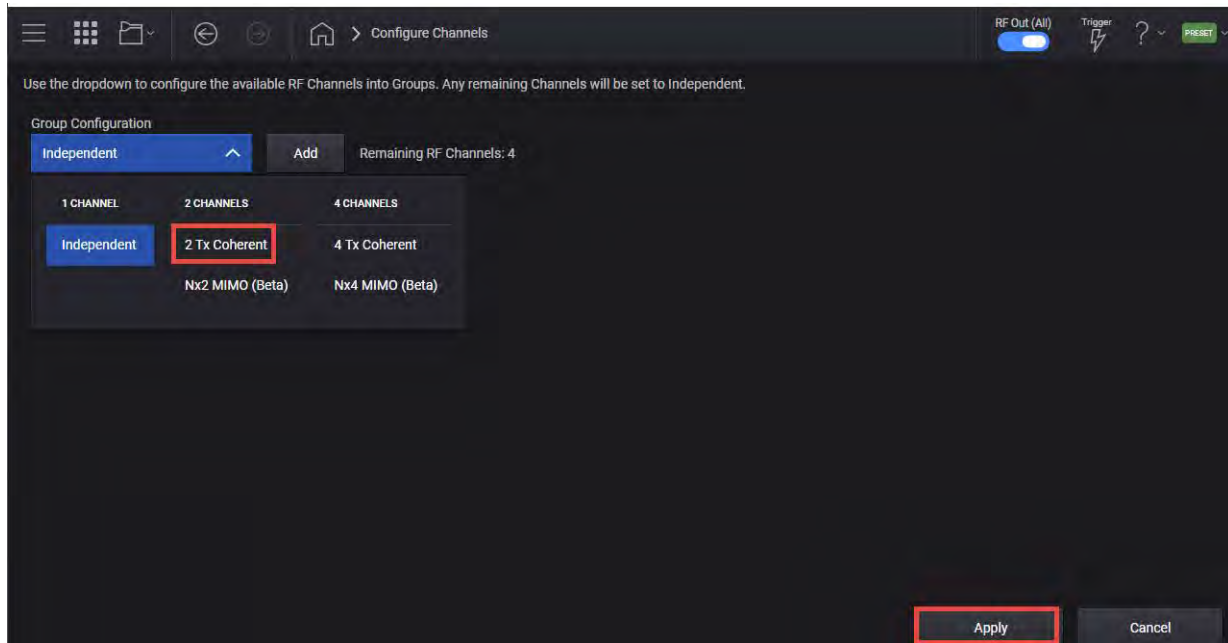 Configure Channels
RF Out (All)
Trigger
?
PRESET
Use the dropdown to configure the available RF Channels into Groups. Any remaining Channels will be set to Independent.
Group Configuration
Independent Add Remaining RF Channels: 4
1 CHANNEL 2 CHANNELS 4 CHANNELS
Independent 2 Tx Coherent 4 Tx Coherent
Nx2 MIMO (Beta) Nx4 MIMO (Beta)
Apply Cancel